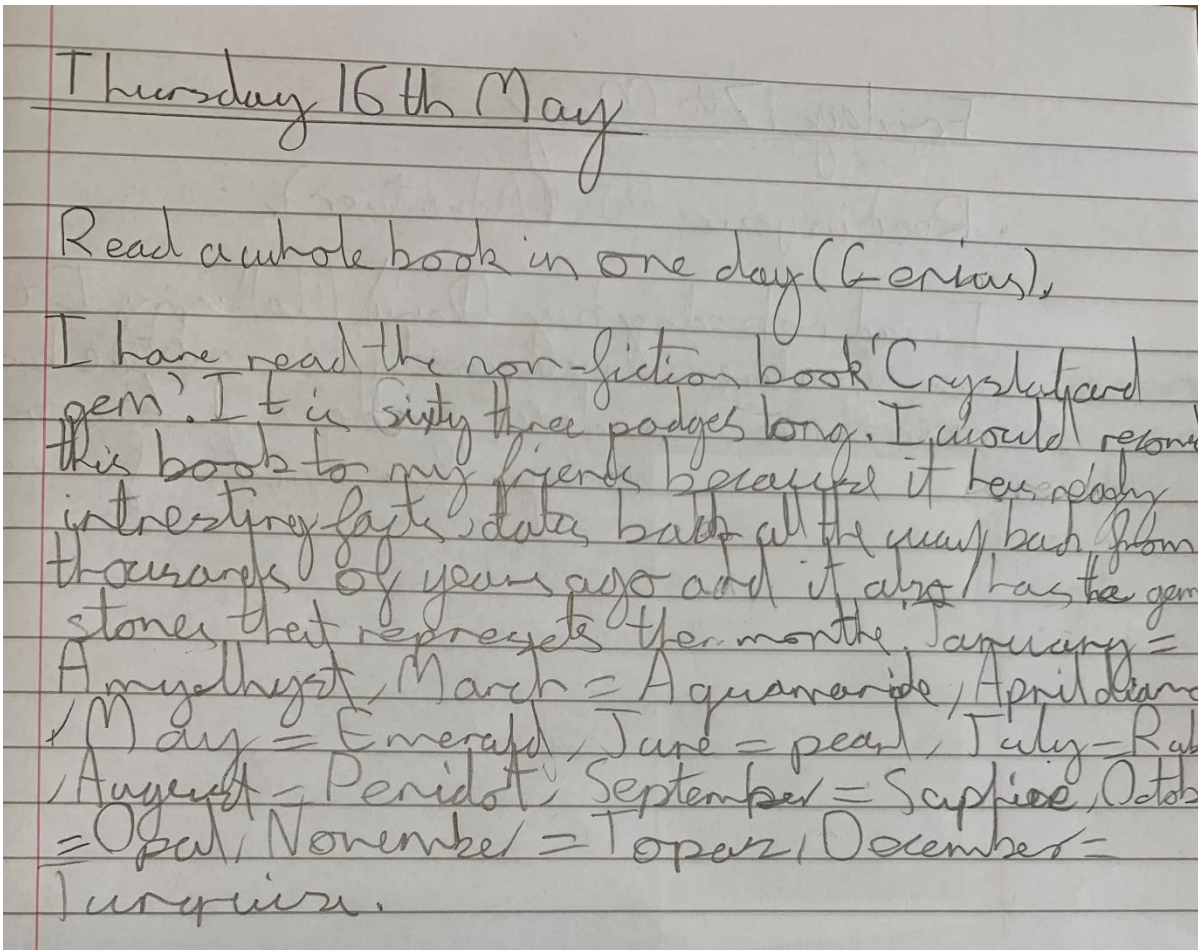 Thursday 16th May
Read a whole book in one day (Genius).
I have read the non-fiction book 'Crystal and
gem'. It is sixty three padges long. I would recom
this book to my friends because it has really
intresting facts, dates back all the way back from
thousands of years ago and it also has the gem
stones that represets the months. January =
Amyelhyst, March = Aquamaride, April diamo
, May = Emerald, June = pearl, July = Rub
, August = Peridot, September = Sapfire, Octob
= Opal, November = Topaz, December =
Turquize.